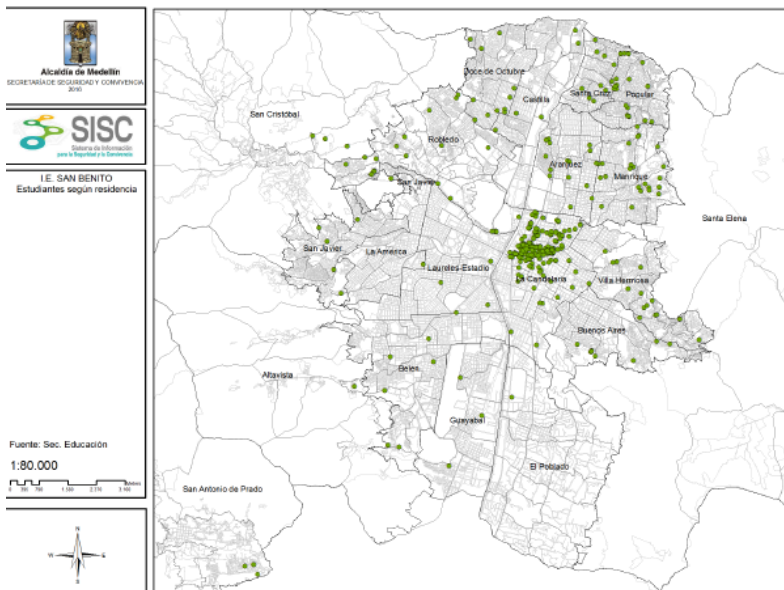 Alcaldía de Medellín
SECRETARÍA DE SEGURIDAD Y CONVIVENCIA
2010
SISC
Sistema de Información
para la Seguridad y la Convivencia
I.E. SAN BENITO
Estudiantes según residencia
Fuente: Sec. Educación
1:80.000
Meters
N
W
E
S
Doce de Octubre
Santa Cruz
Popular
Castilla
San Cristóbal
Robledo
Aranjuez
Manrique
San Javier
Santa Elena
San Javier
La América
Laureles-Estadio
La Candelaria
Villa Hermosa
Buenos Aires
Altavista
Belén
Guayabal
El Poblado
San Antonio de Prado